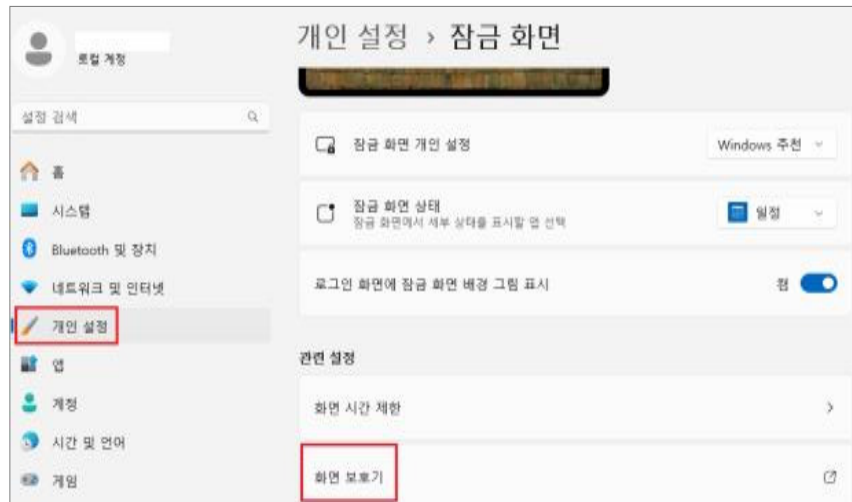 개인 설정 › 잠금 화면
로컬 계정
설정 검색
홈
시스템
Bluetooth 및 장치
네트워크 및 인터넷
개인 설정
앱
계정
시간 및 언어
게임
잠금 화면 개인 설정
Windows 추천
잠금 화면 상태
잠금 화면에서 세부 상태를 표시할 앱 선택
일정
로그인 화면에 잠금 화면 배경 그림 표시
켬
관련 설정
화면 시간 제한
화면 보호기